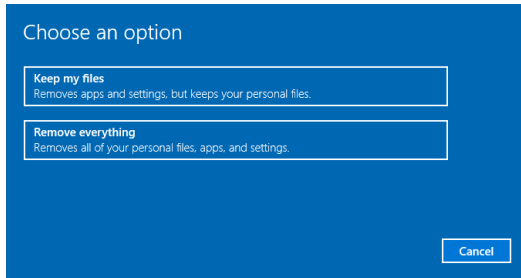 Choose an option
Keep my files
Removes apps and settings, but keeps your personal files.
Remove everything
Removes all of your personal files, apps, and settings.
Cancel